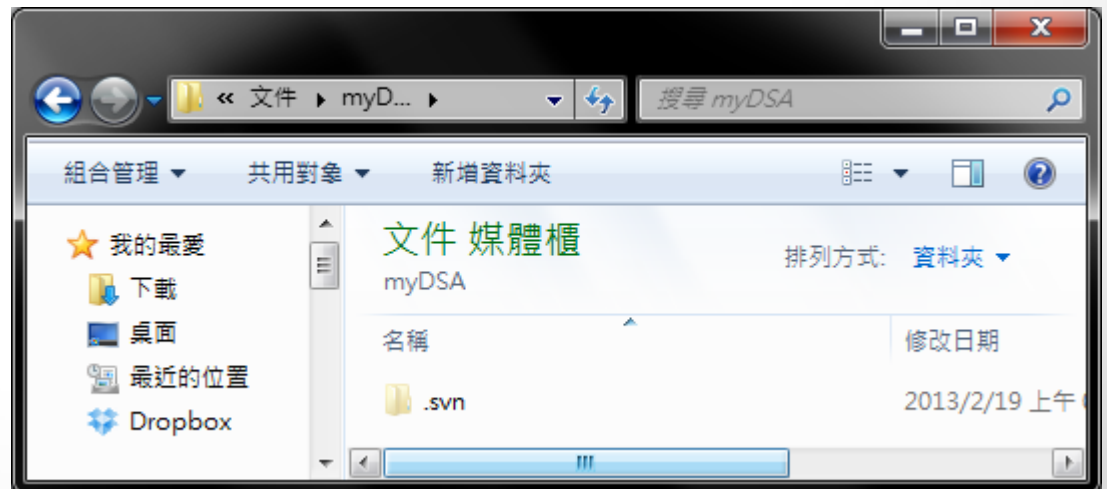 « 文件 ▸ myD... ▸ 搜尋 myDSA
組合管理 ▼ 共用對象 ▼ 新增資料夾
我的最愛
下載
桌面
最近的位置
Dropbox
文件 媒體櫃
myDSA
排列方式: 資料夾 ▼
名稱 修改日期
.svn 2013/2/19 上午